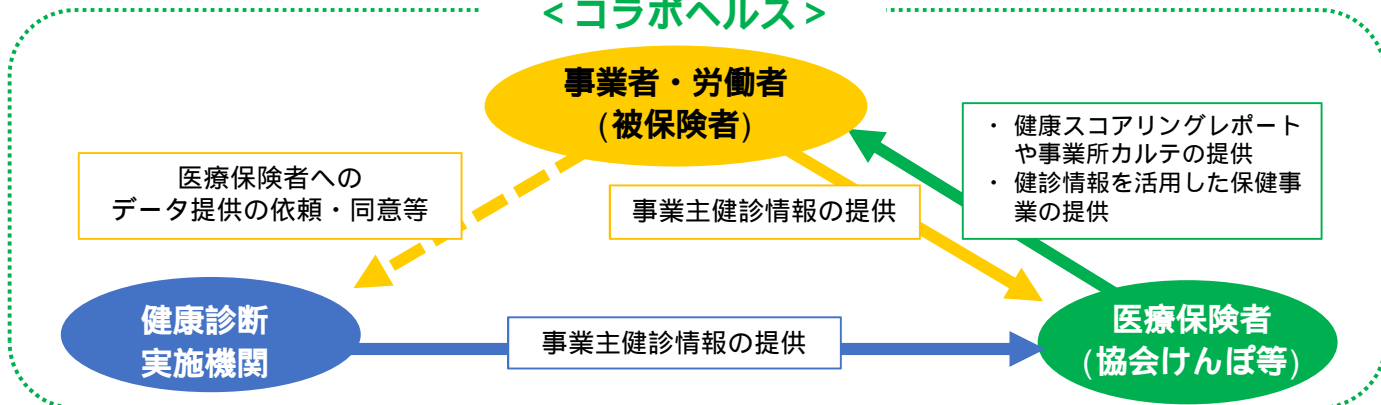 <コラボヘルス>
事業者・労働者
(被保険者)
・ 健康スコアリングレポート
や事業所カルテの提供
・ 健診情報を活用した保健事
業の提供
医療保険者への
データ提供の依頼・同意等
事業主健診情報の提供
健康診断
実施機関
事業主健診情報の提供
医療保険者
(協会けんぽ等)